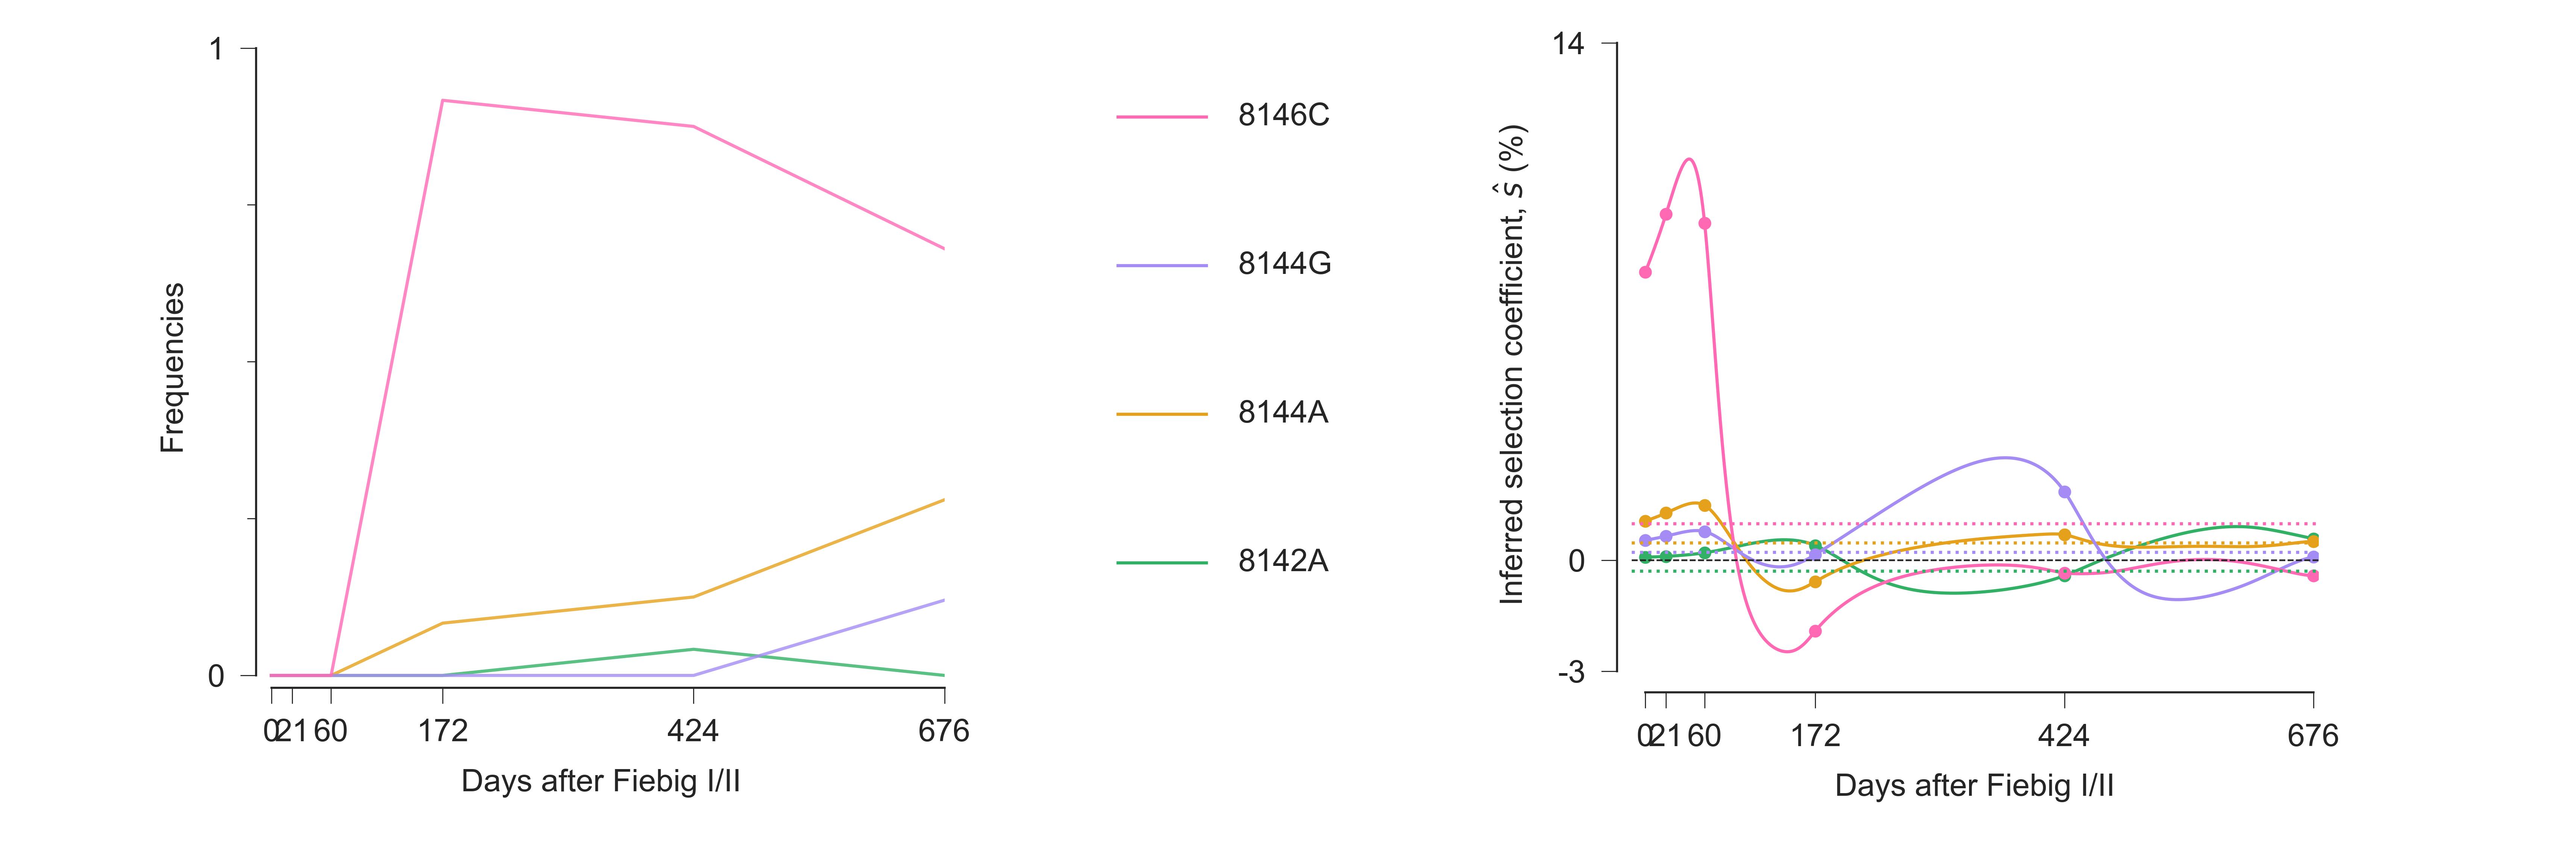 1
Frequencies
0
0 21 60 172 424 676
Days after Fiebig I/II
8146C
8144G
8144A
8142A
14
Inferred selection coefficient, ŝ (%)
0
-3
0 21 60 172 424 676
Days after Fiebig I/II